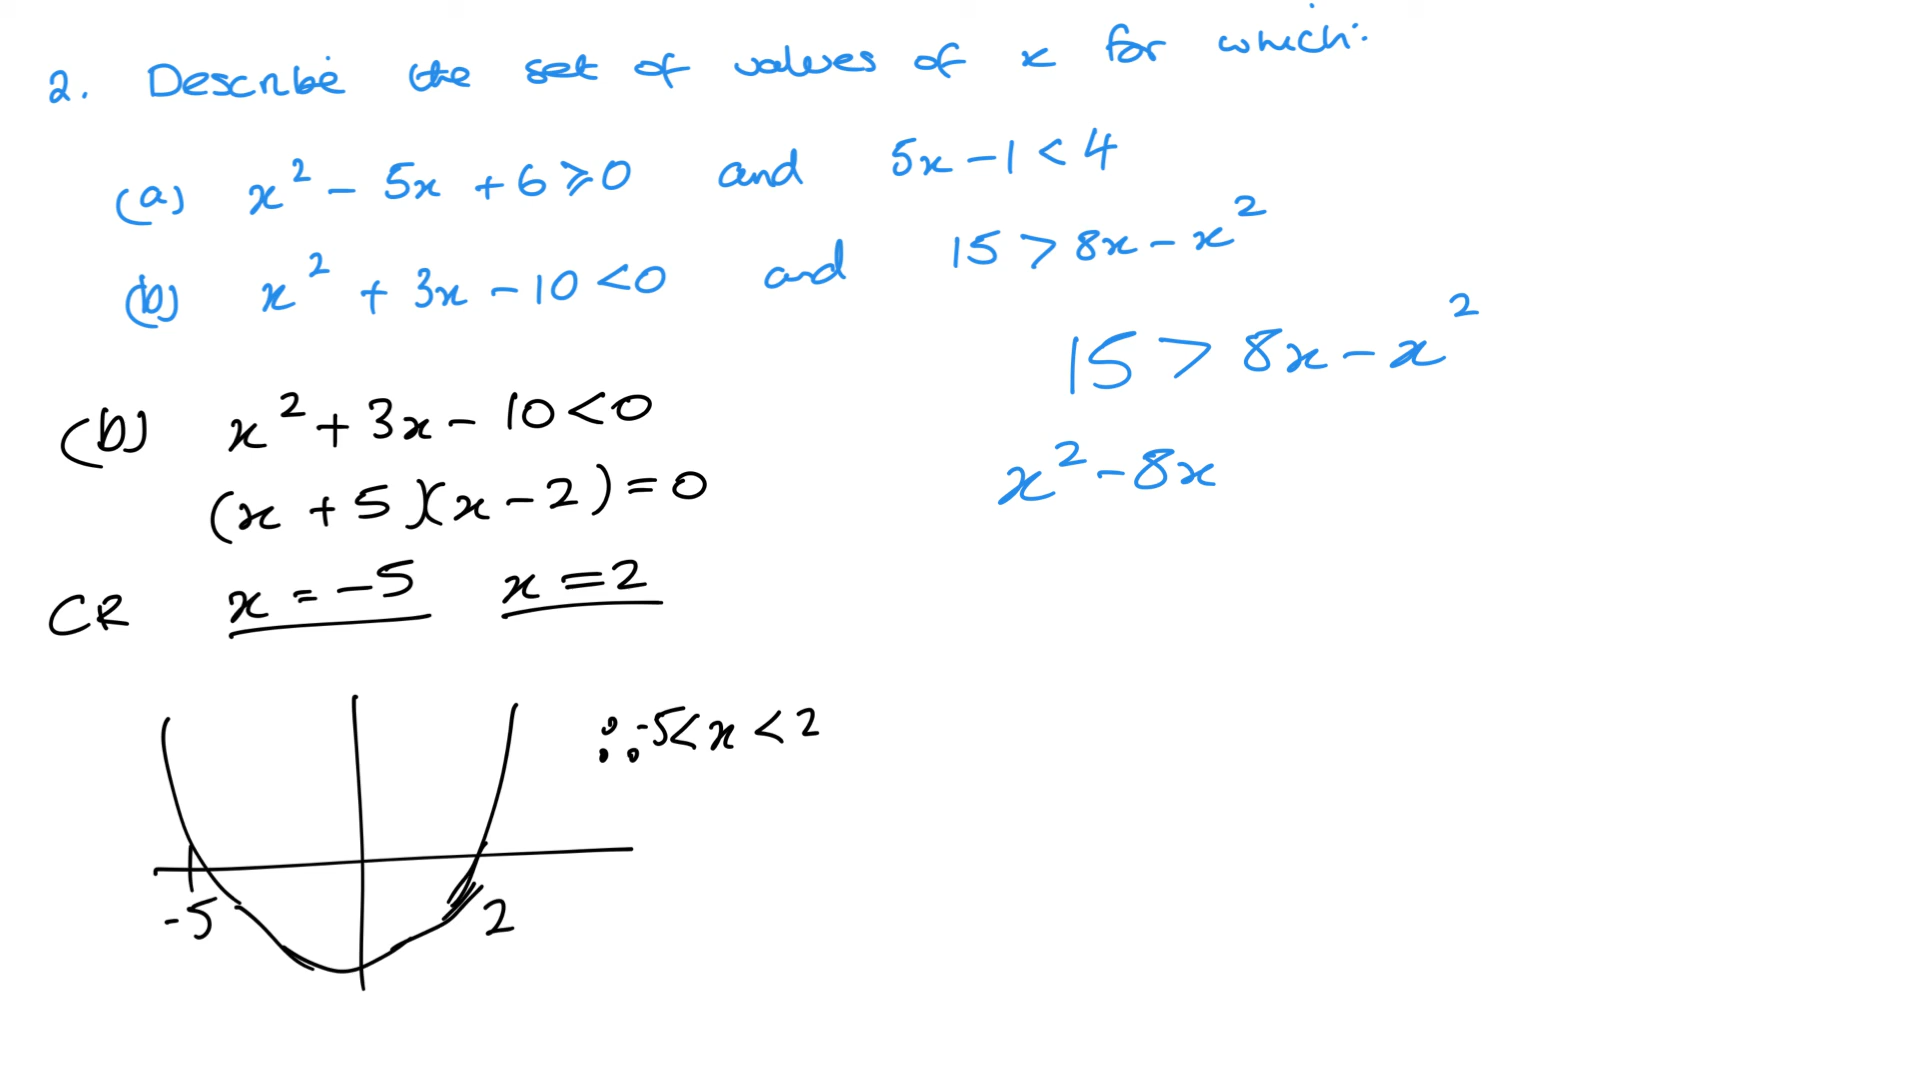 2. Describe the set of values of x for which:
(a) x² - 5x + 6 ⩾ 0 and 5x - 1 < 4
(b) x² + 3x - 10 < 0 and 15 > 8x - x²
15 > 8x - x²
x² - 8x
(b) x² + 3x - 10 < 0
(x + 5)(x - 2) = 0
CR x = -5 x = 2
∴ -5 < x < 2
-5 2